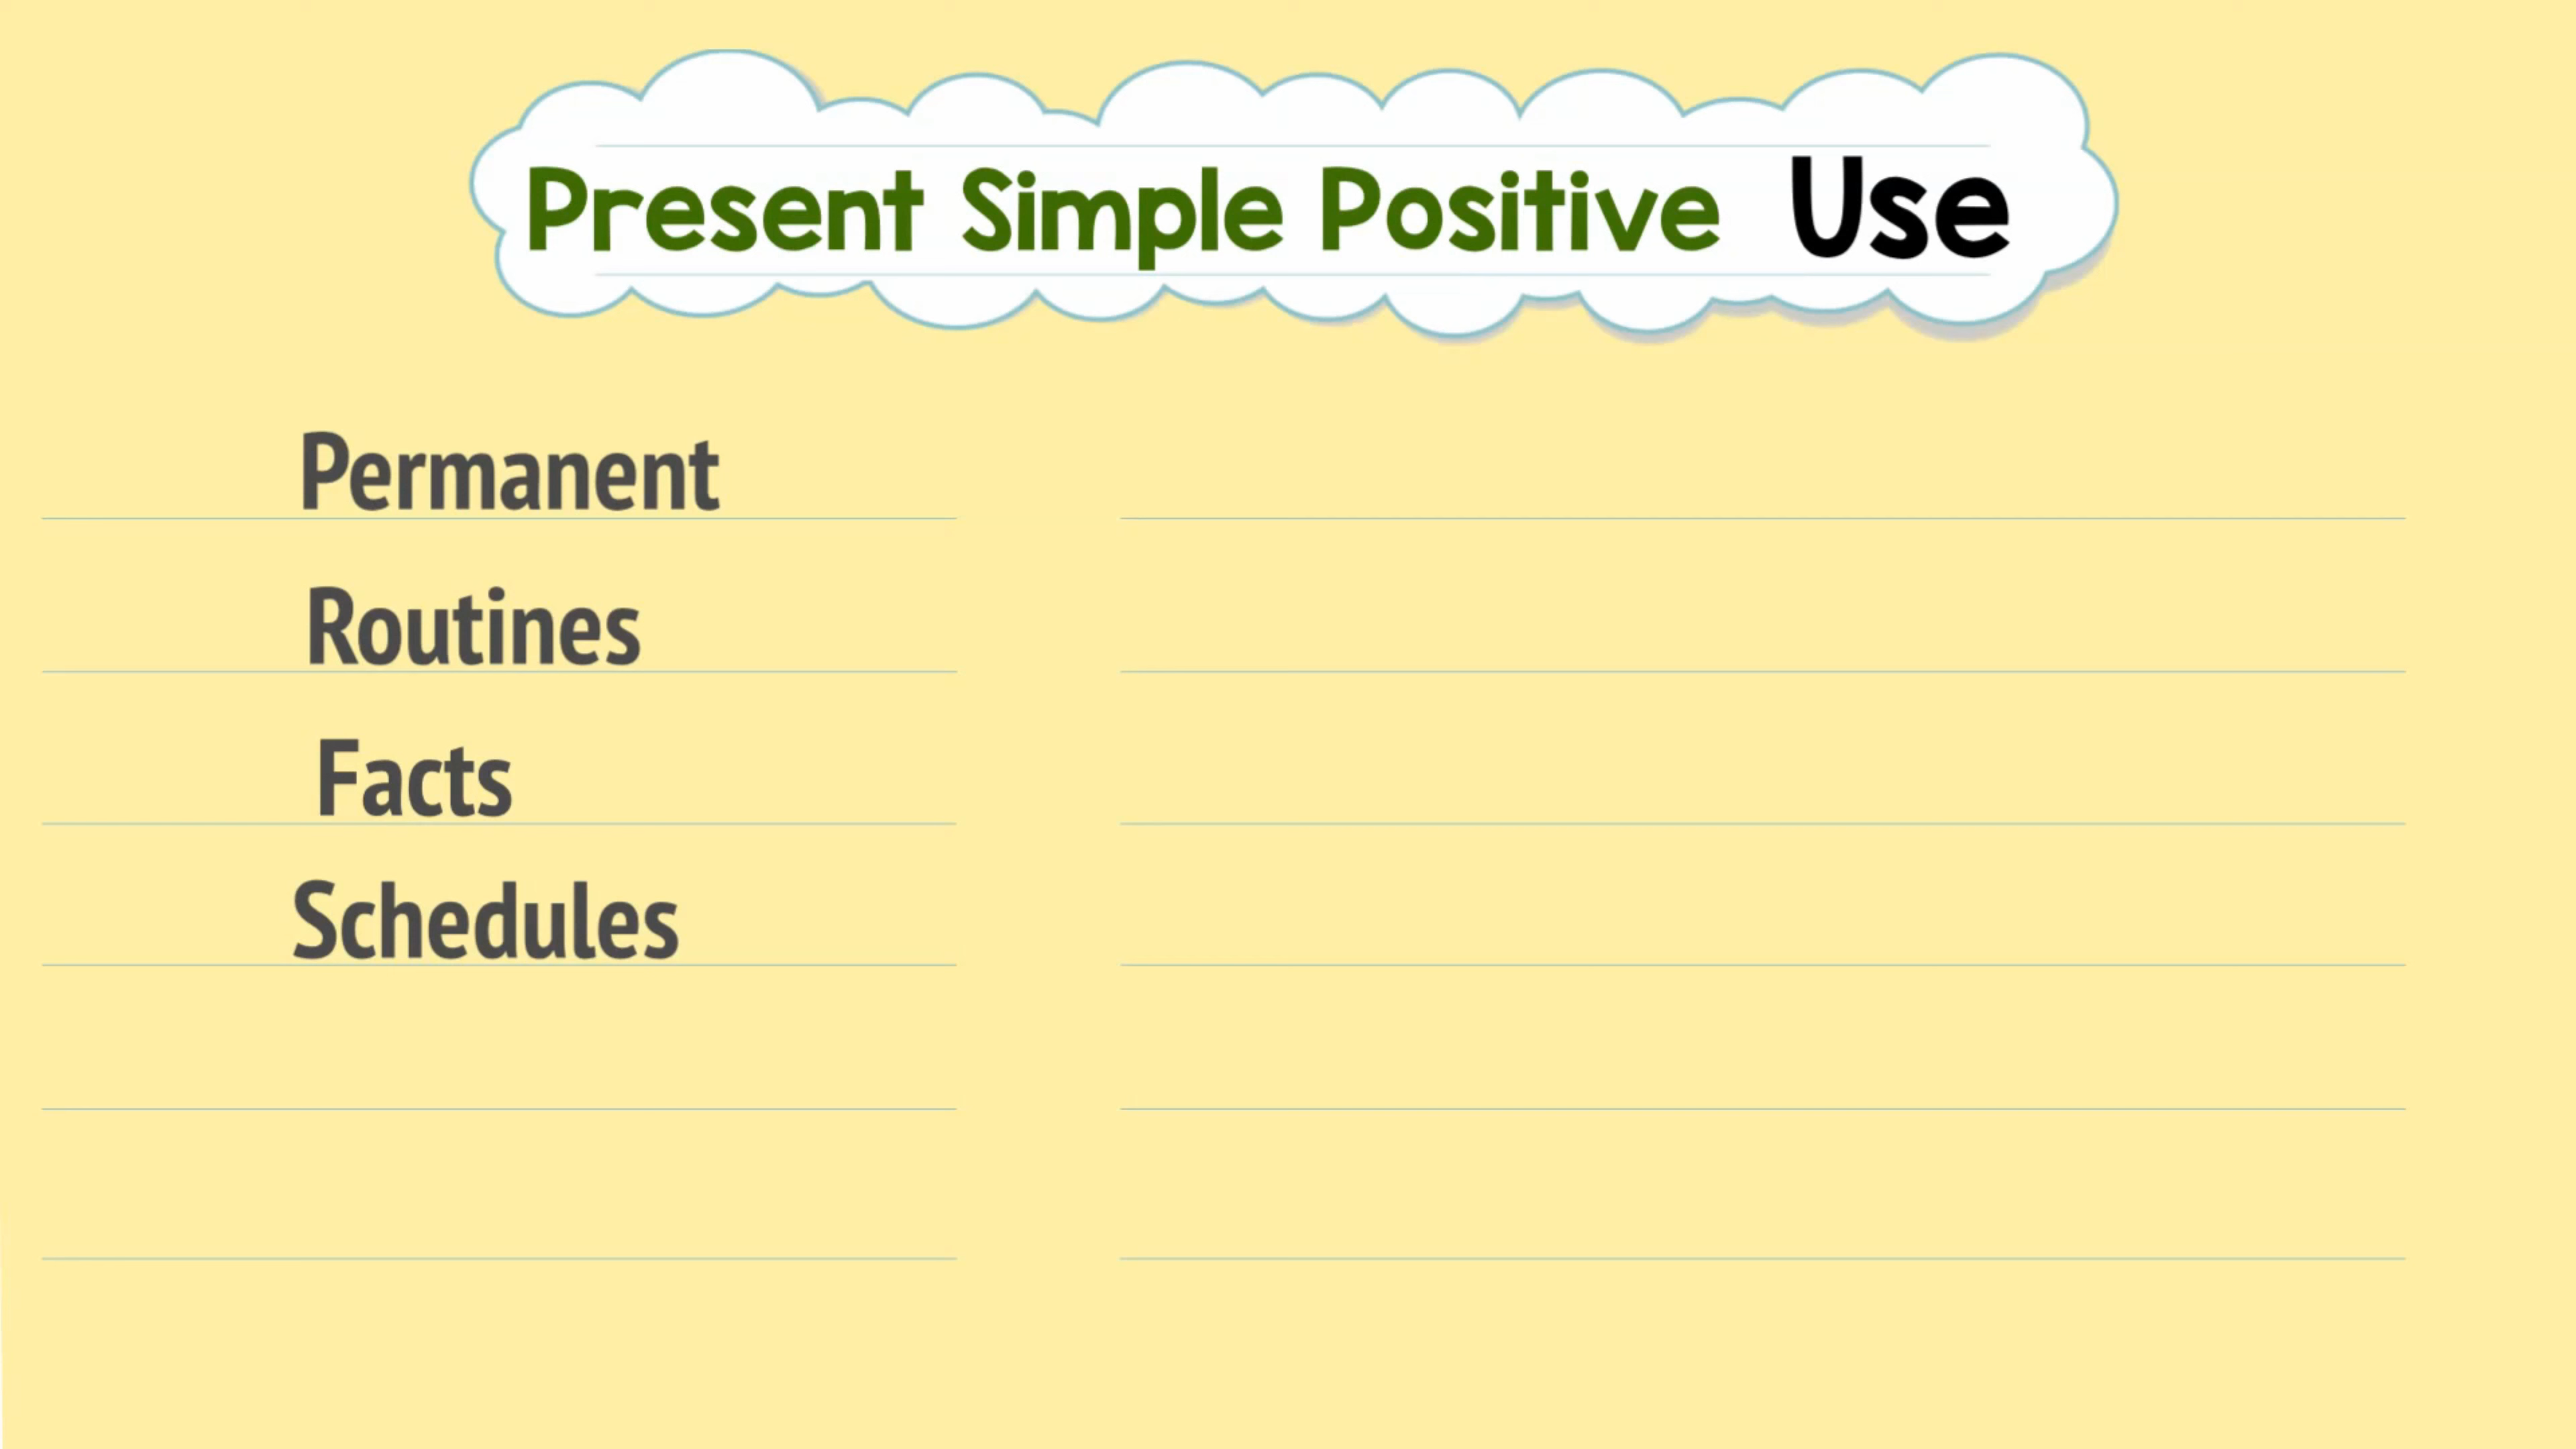 Present Simple Positive Use
Permanent
Routines
Facts
Schedules